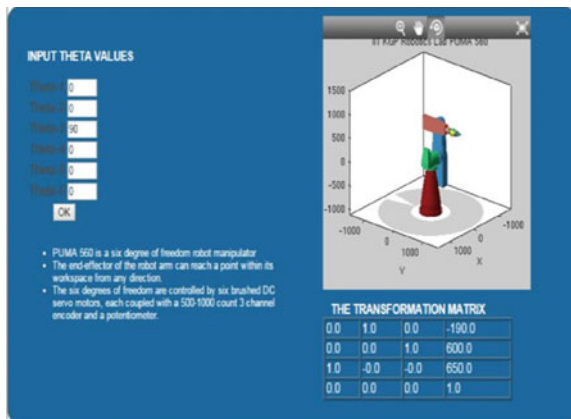 INPUT THETA VALUES
Theta-1 0
Theta-2 0
Theta-3 90
Theta-4 0
Theta-5 0
Theta-6 0
OK
• PUMA 560 is a six degree of freedom robot manipulator
• The end-effector of the robot arm can reach a point within its
workspace from any direction.
• The six degrees of freedom are controlled by six brushed DC
servo motors, each coupled with a 500-1000 count 3 channel
encoder and a potentiometer.
IIT KGP Robotics Lab PUMA 560
1500
1000
500
0
-500
-1000
-1000
0
1000
Y
1000
0
-1000
X
THE TRANSFORMATION MATRIX
0.0 1.0 0.0 -190.0
0.0 0.0 1.0 600.0
1.0 -0.0 -0.0 650.0
0.0 0.0 0.0 1.0